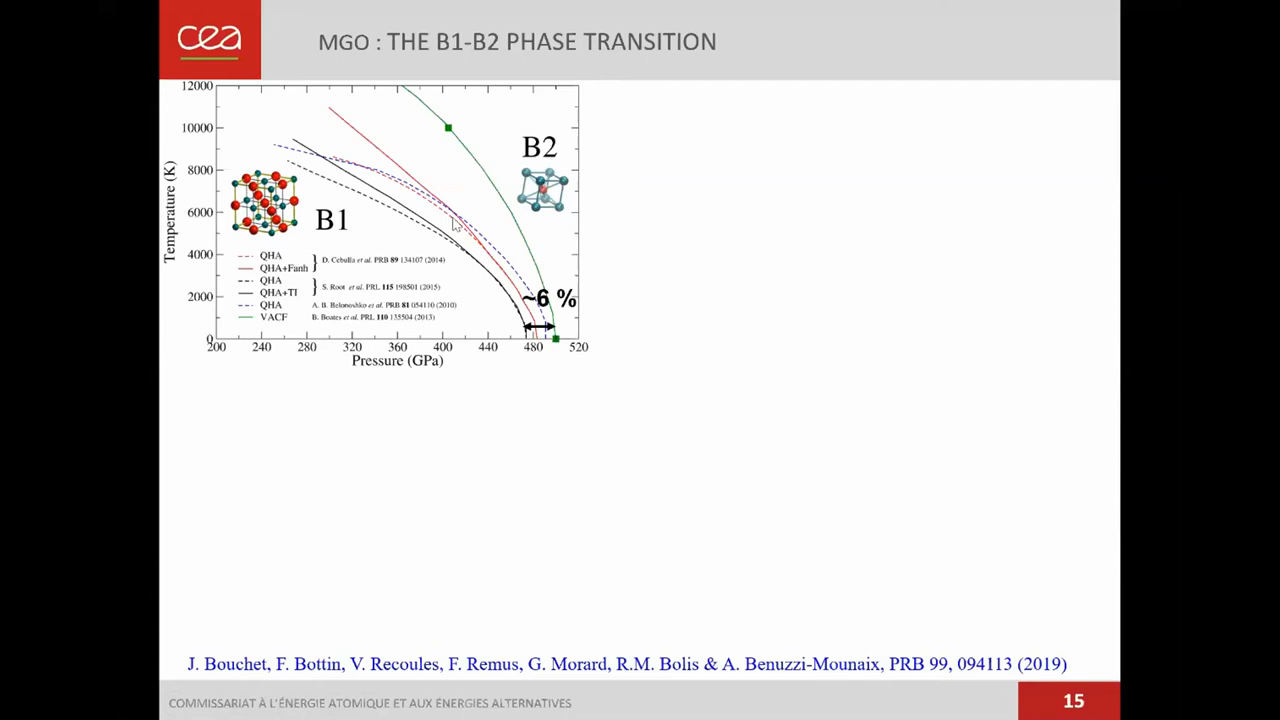 cea
MGO : THE B1-B2 PHASE TRANSITION
12000
10000
8000
6000
4000
2000
0
Temperature (K)
B1
B2
QHA
QHA+Fanh
} D. Cebulla et al. PRB 89 134107 (2014)
QHA
QHA+TI
} S. Root et al. PRL 115 198501 (2015)
QHA A. B. Belonoshko et al. PRB 81 054110 (2010)
VACF B. Boates et al. PRL 110 135504 (2013)
~6 %
200 240 280 320 360 400 440 480 520
Pressure (GPa)
J. Bouchet, F. Bottin, V. Recoules, F. Remus, G. Morard, R.M. Bolis & A. Benuzzi-Mounaix, PRB 99, 094113 (2019)
COMMISSARIAT À L'ÉNERGIE ATOMIQUE ET AUX ÉNERGIES ALTERNATIVES
15